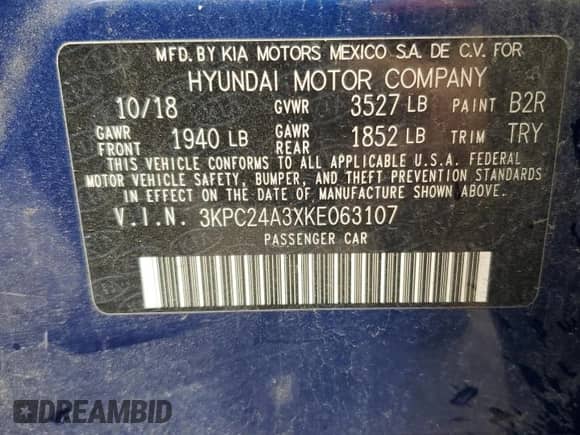 MFD. BY KIA MOTORS MEXICO S.A. DE C.V. FOR
HYUNDAI MOTOR COMPANY
10/18 GVWR 3527 LB PAINT B2R
GAWR FRONT 1940 LB GAWR REAR 1852 LB TRIM TRY
THIS VEHICLE CONFORMS TO ALL APPLICABLE U.S.A. FEDERAL
MOTOR VEHICLE SAFETY, BUMPER, AND THEFT PREVENTION STANDARDS
IN EFFECT ON THE DATE OF MANUFACTURE SHOWN ABOVE.
V.I.N. 3KPC24A3XKE063107
PASSENGER CAR
DREAMBID